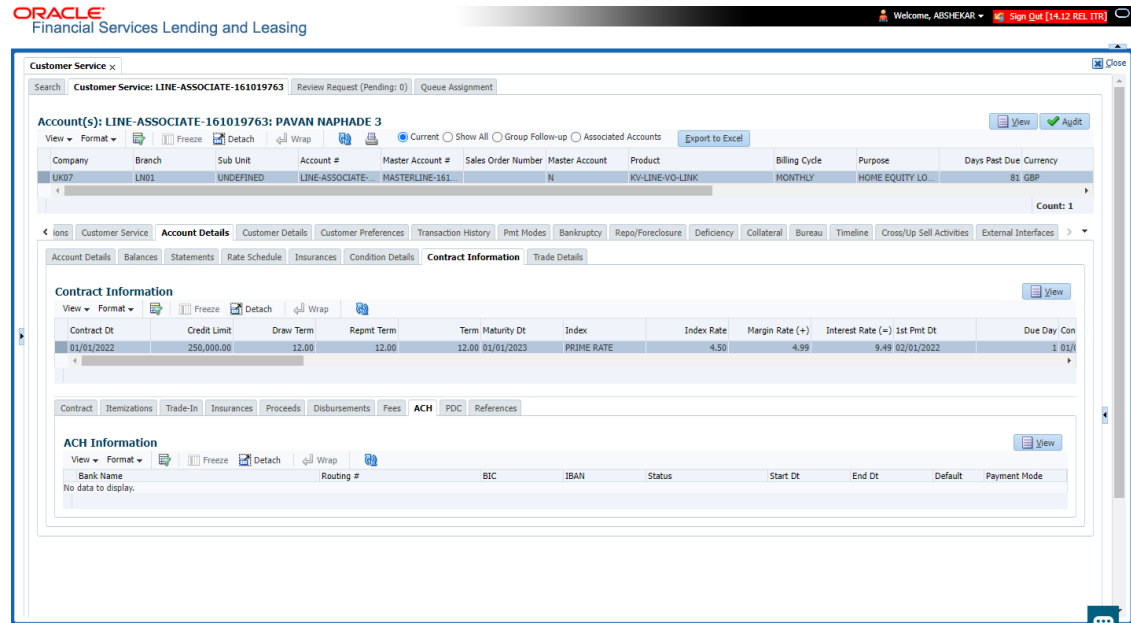 ORACLE
Financial Services Lending and Leasing
Welcome, ABSHEKAR Sign Out [14.12 REL ITR]
Customer Service x
Close
Search Customer Service: LINE-ASSOCIATE-161019763 Review Request (Pending: 0) Queue Assignment
Account(s): LINE-ASSOCIATE-161019763: PAVAN NAPHADE 3
View Audit
View Format Freeze Detach Wrap Current Show All Group Follow-up Associated Accounts Export to Excel
Company Branch Sub Unit Account # Master Account # Sales Order Number Master Account Product Billing Cycle Purpose Days Past Due Currency
UK07 LN01 UNDEFINED LINE-ASSOCIATE-... MASTERLINE-161... N KV-LINE-VO-LINK MONTHLY HOME EQUITY LO... 81 GBP
Count: 1
ions Customer Service Account Details Customer Details Customer Preferences Transaction History Pmt Modes Bankruptcy Repo/Foreclosure Deficiency Collateral Bureau Timeline Cross/Up Sell Activities External Interfaces
Account Details Balances Statements Rate Schedule Insurances Condition Details Contract Information Trade Details
Contract Information
View
View Format Freeze Detach Wrap
Contract Dt Credit Limit Draw Term Repmt Term Term Maturity Dt Index Index Rate Margin Rate (+) Interest Rate (=) 1st Pmt Dt Due Day Con
01/01/2022 250,000.00 12.00 12.00 12.00 01/01/2023 PRIME RATE 4.50 4.99 9.49 02/01/2022 1 01/(
Contract Itemizations Trade-In Insurances Proceeds Disbursements Fees ACH PDC References
ACH Information
View
View Format Freeze Detach Wrap
Bank Name Routing # BIC IBAN Status Start Dt End Dt Default Payment Mode
No data to display.